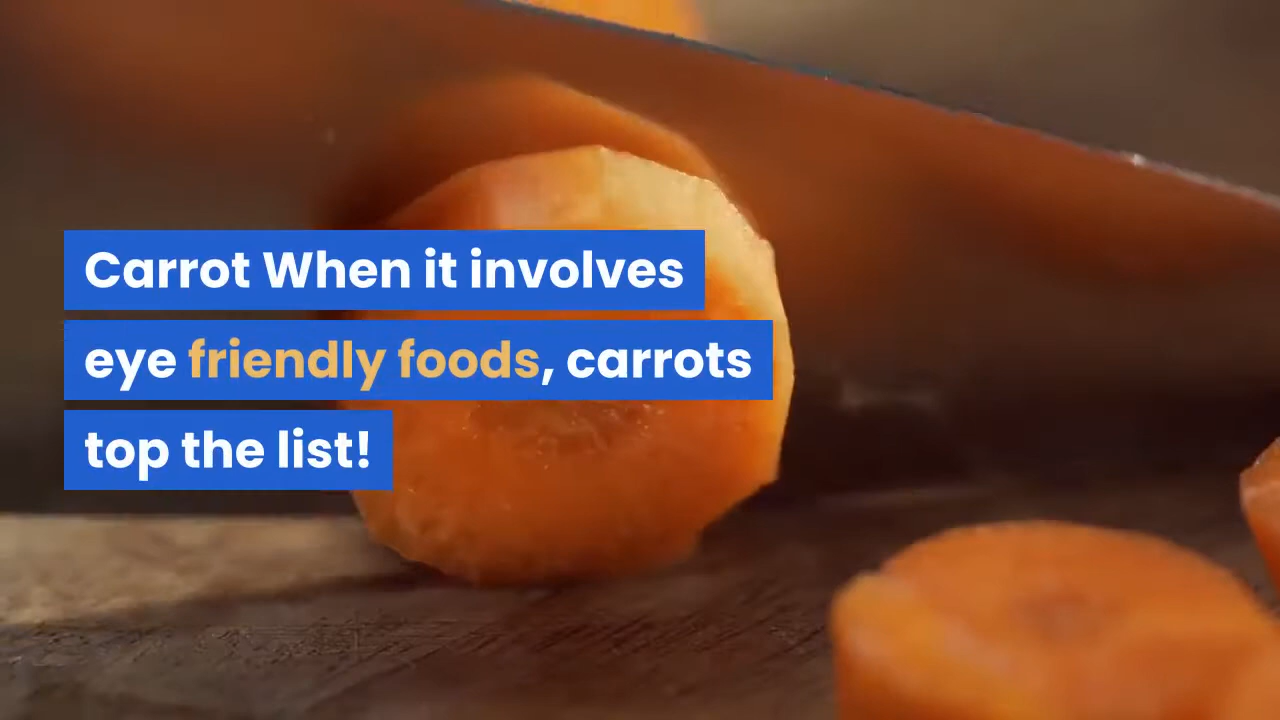 Carrot When it involves
eye friendly foods, carrots
top the list!